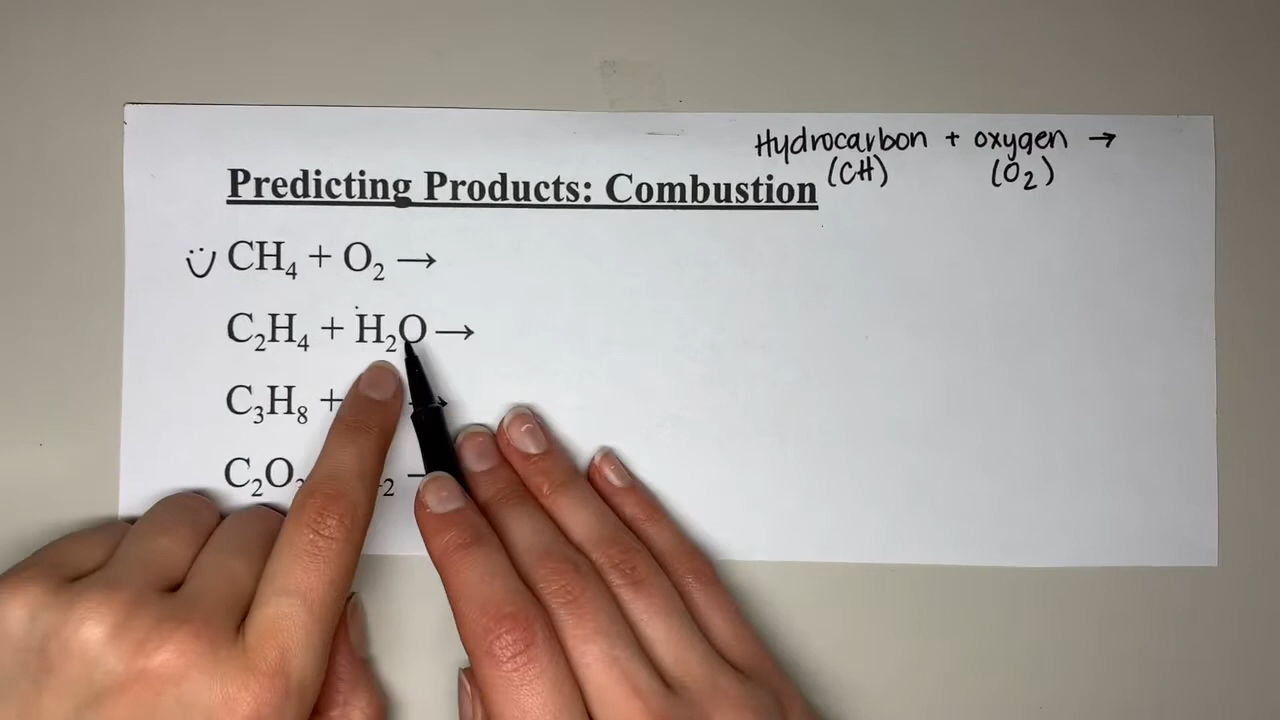 Hydrocarbon + oxygen →
(CH) (O₂)
Predicting Products: Combustion
CH₄ + O₂ →
C₂H₄ + H₂O →
C₃H₈ +
C₂O